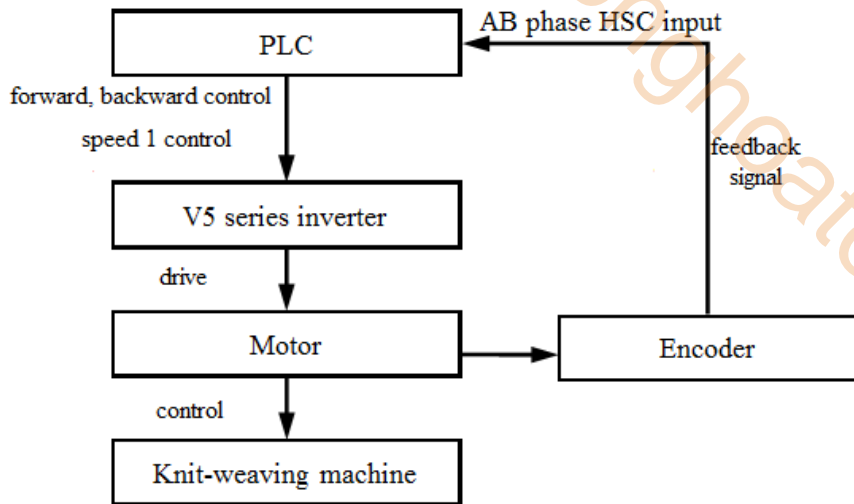 AB phase HSC input
PLC
forward, backward control
speed 1 control
feedback
signal
V5 series inverter
drive
Motor
Encoder
control
Knit-weaving machine